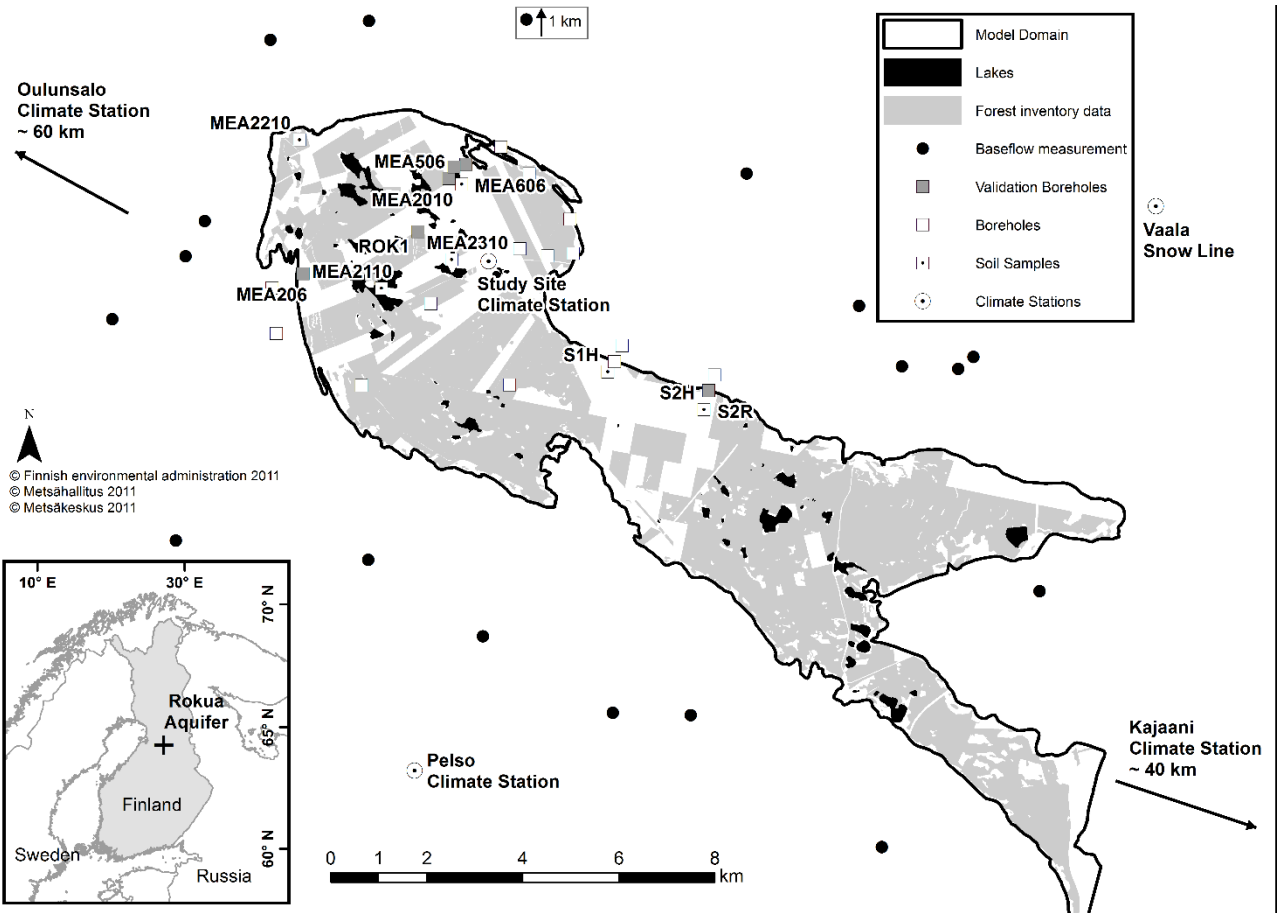 1 km
Oulunsalo
Climate Station
~ 60 km
MEA2210
MEA506
MEA606
MEA2010
ROK1
MEA2310
MEA2110
MEA206
Study Site
Climate Station
S1H
S2H
S2R
Model Domain
Lakes
Forest inventory data
Baseflow measurement
Validation Boreholes
Boreholes
Soil Samples
Climate Stations
Vaala
Snow Line
N
© Finnish environmental administration 2011
© Metsähallitus 2011
© Metsäkeskus 2011
10° E
30° E
70° N
65° N
60° N
Rokua
Aquifer
Finland
Sweden
Russia
Pelso
Climate Station
Kajaani
Climate Station
~ 40 km
0 1 2 4 6 8
km